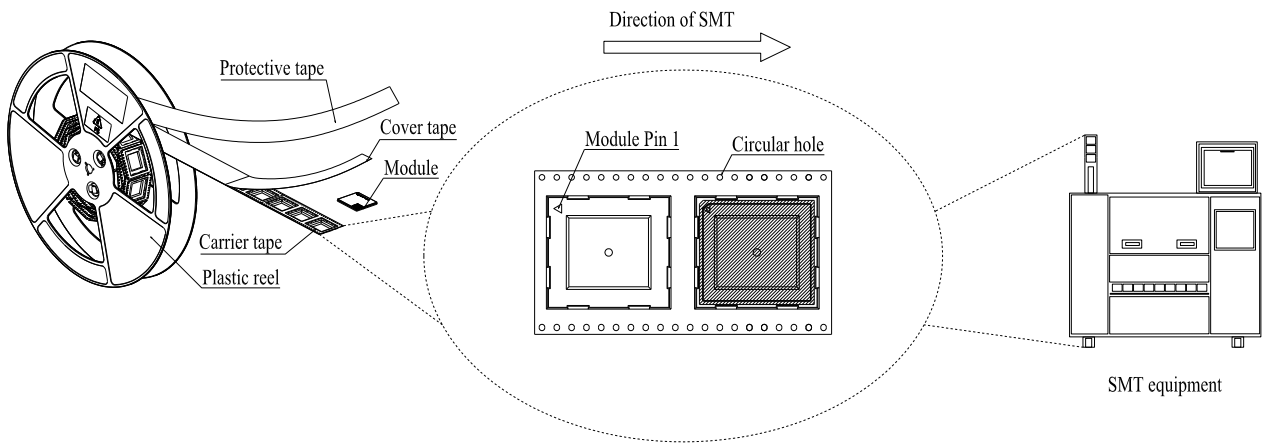 Direction of SMT
Protective tape
Cover tape
Module
Carrier tape
Plastic reel
Module Pin 1
Circular hole
SMT equipment